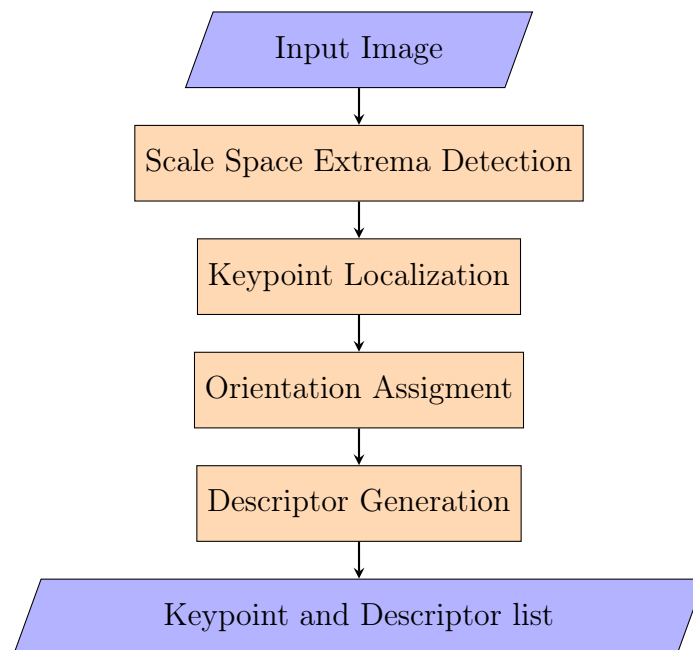 Input Image
Scale Space Extrema Detection
Keypoint Localization
Orientation Assigment
Descriptor Generation
Keypoint and Descriptor list